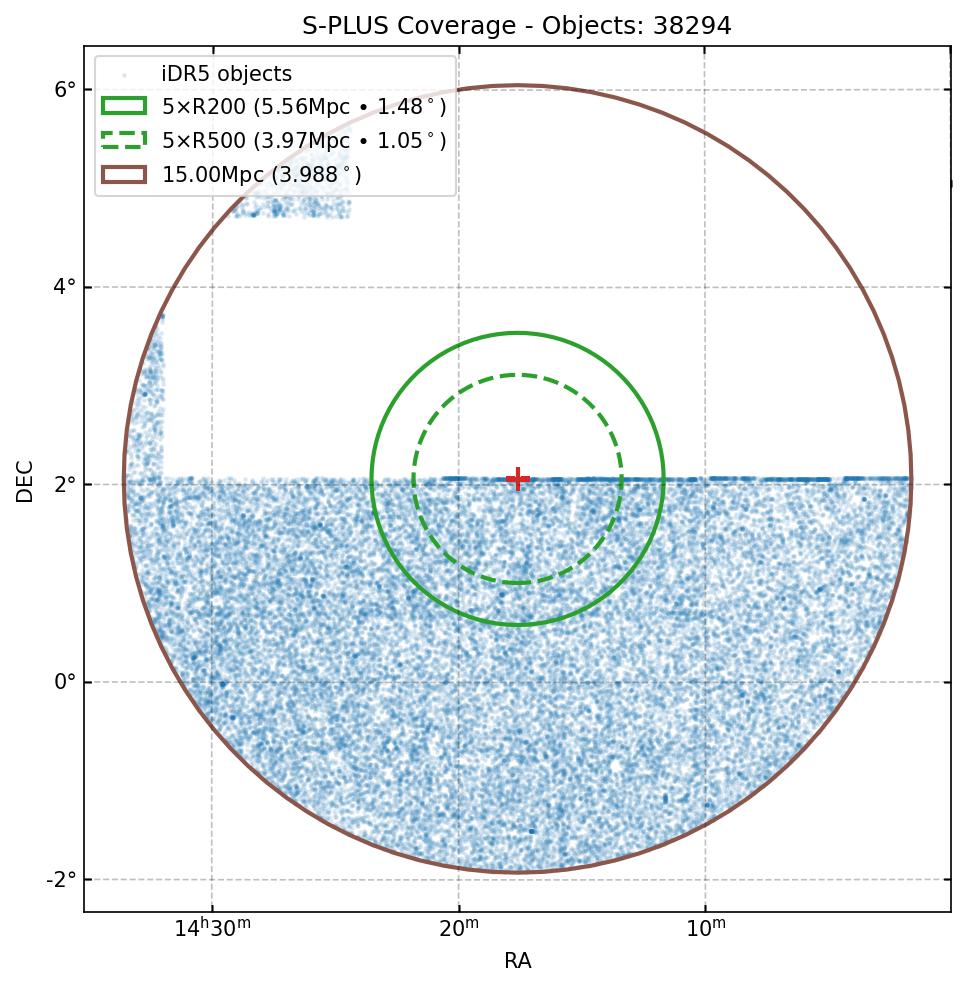 S-PLUS Coverage - Objects: 38294
iDR5 objects
5×R200 (5.56Mpc • 1.48°)
5×R500 (3.97Mpc • 1.05°)
15.00Mpc (3.988°)
6°
4°
2°
0°
-2°
DEC
14ʰ30ᵐ 20ᵐ 10ᵐ
RA